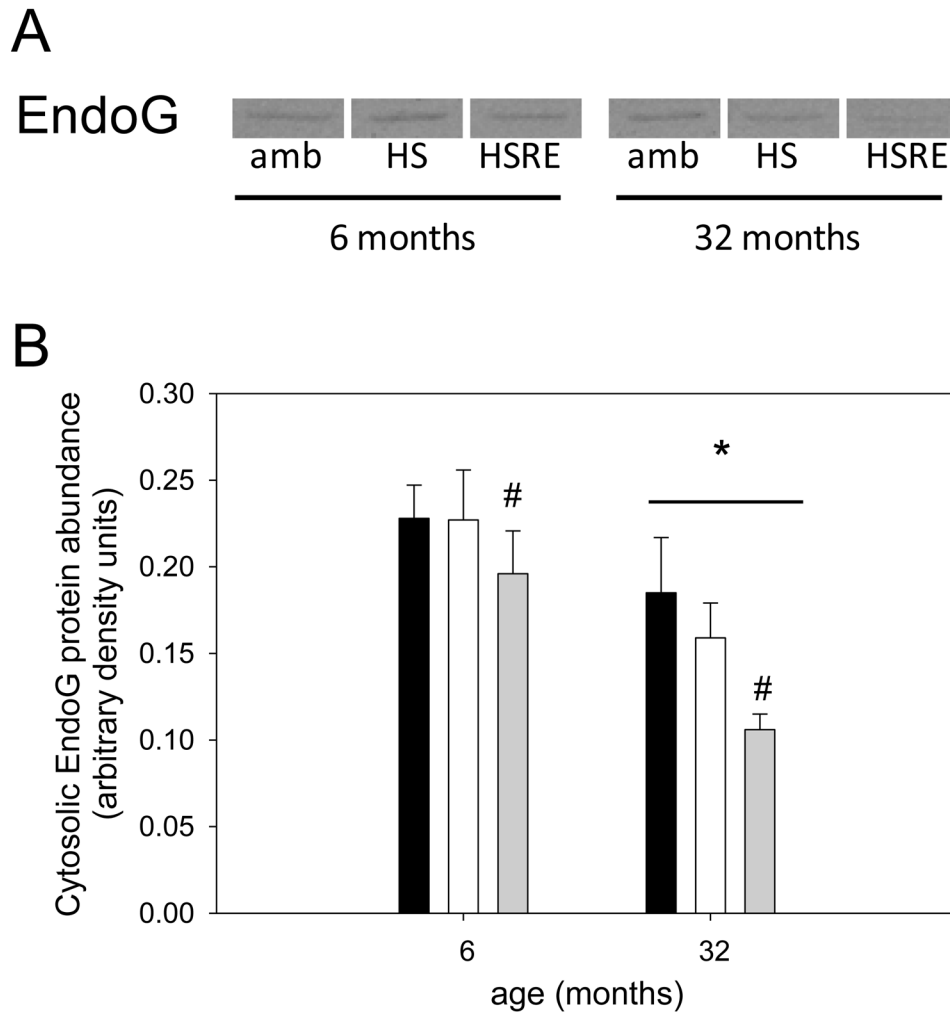 A
EndoG
amb HS HSRE amb HS HSRE
6 months 32 months
B
Cytosolic EndoG protein abundance
(arbitrary density units)
0.30
0.25
0.20
0.15
0.10
0.05
0.00
#
*
#
6 32
age (months)